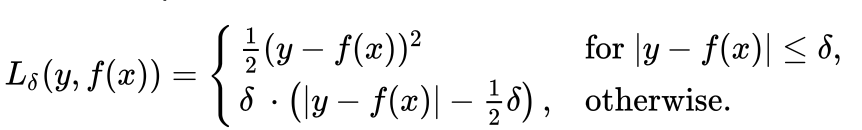 L_δ(y, f(x)) = { ½(y − f(x))² for |y − f(x)| ≤ δ,
δ · (|y − f(x)| − ½δ), otherwise.